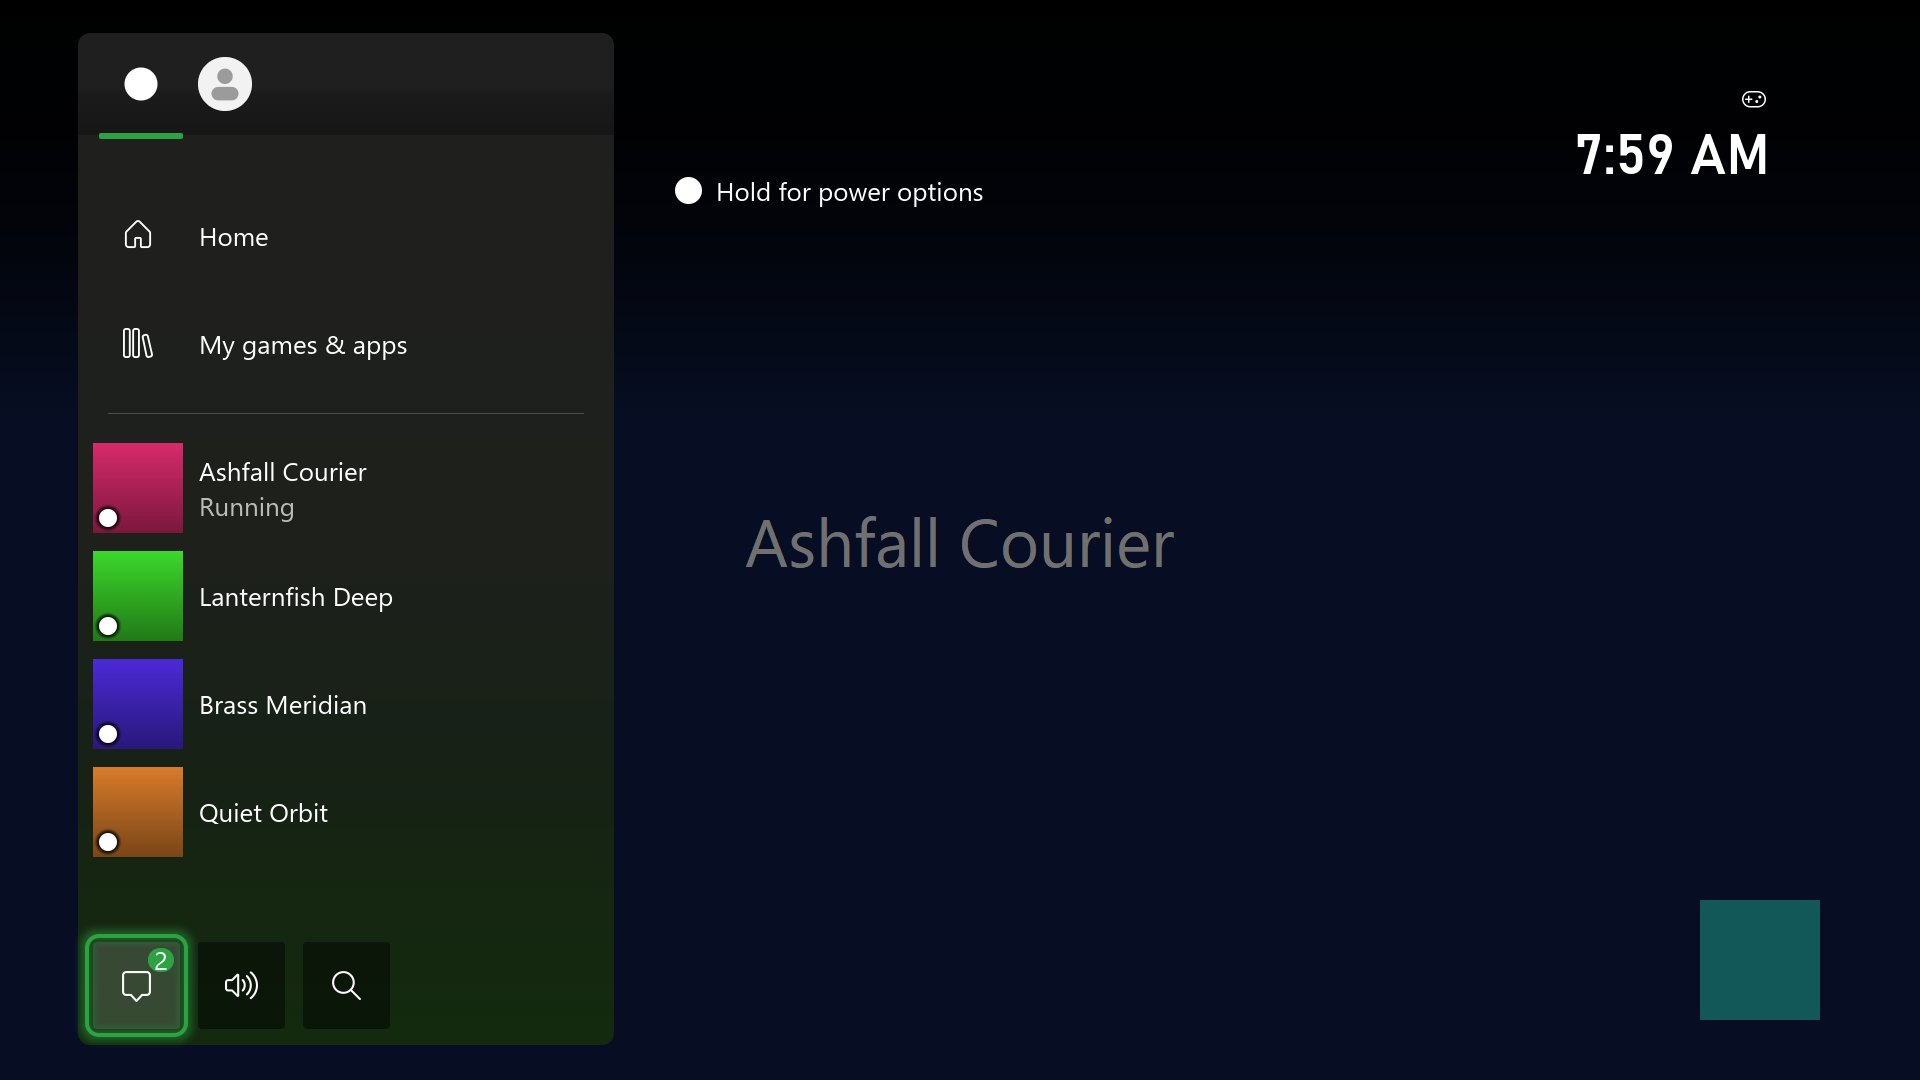 7:59 AM
Hold for power options
Home
My games & apps
Ashfall Courier
Running
Lanternfish Deep
Brass Meridian
Quiet Orbit
2
Ashfall Courier